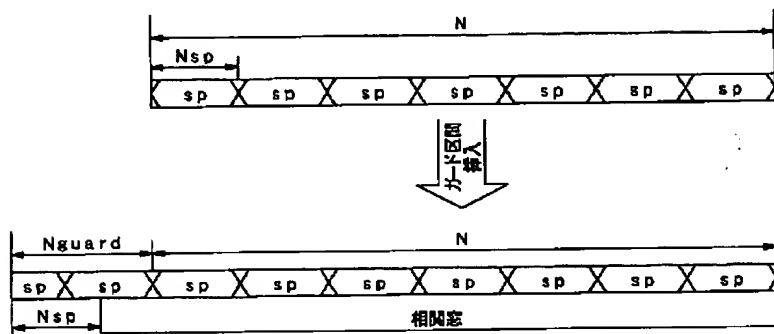 N
Nsp
sp sp sp sp sp sp sp
ガード区間
挿入
Nguard N
sp sp sp sp sp sp sp sp sp
Nsp 相関窓